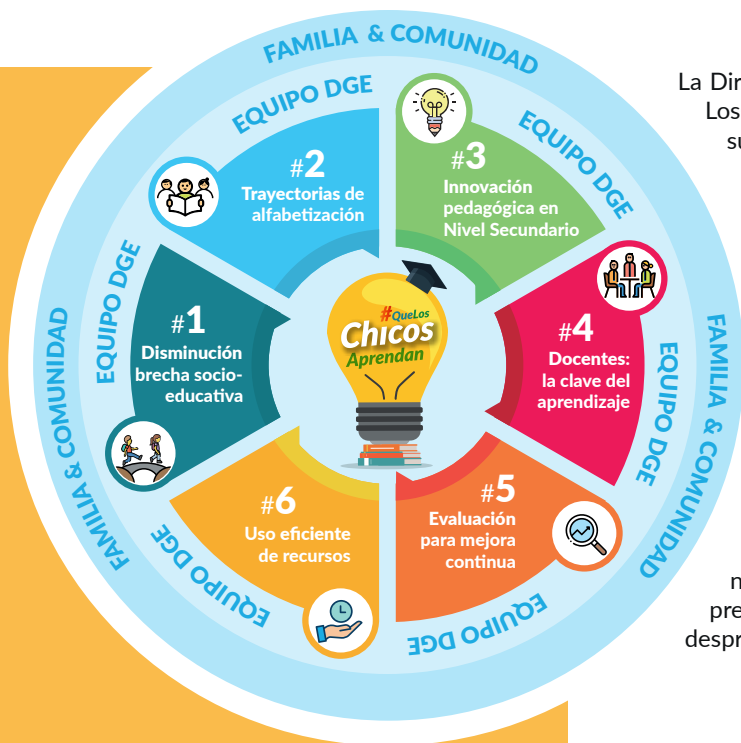 FAMILIA & COMUNIDAD
EQUIPO DGE
#2
Trayectorias de
alfabetización
EQUIPO DGE
#3
Innovación
pedagógica en
Nivel Secundario
FAMILIA & COMUNIDAD
EQUIPO DGE
#1
Disminución
brecha socio-
educativa
#QueLos
Chicos
Aprendan
#4
Docentes:
la clave del
aprendizaje
EQUIPO DGE
FAMILIA & COMUNIDAD
#6
Uso eficiente
de recursos
EQUIPO DGE
#5
Evaluación
para mejora
continua
EQUIPO DGE
La Dir
Los
su
n
pre
despr